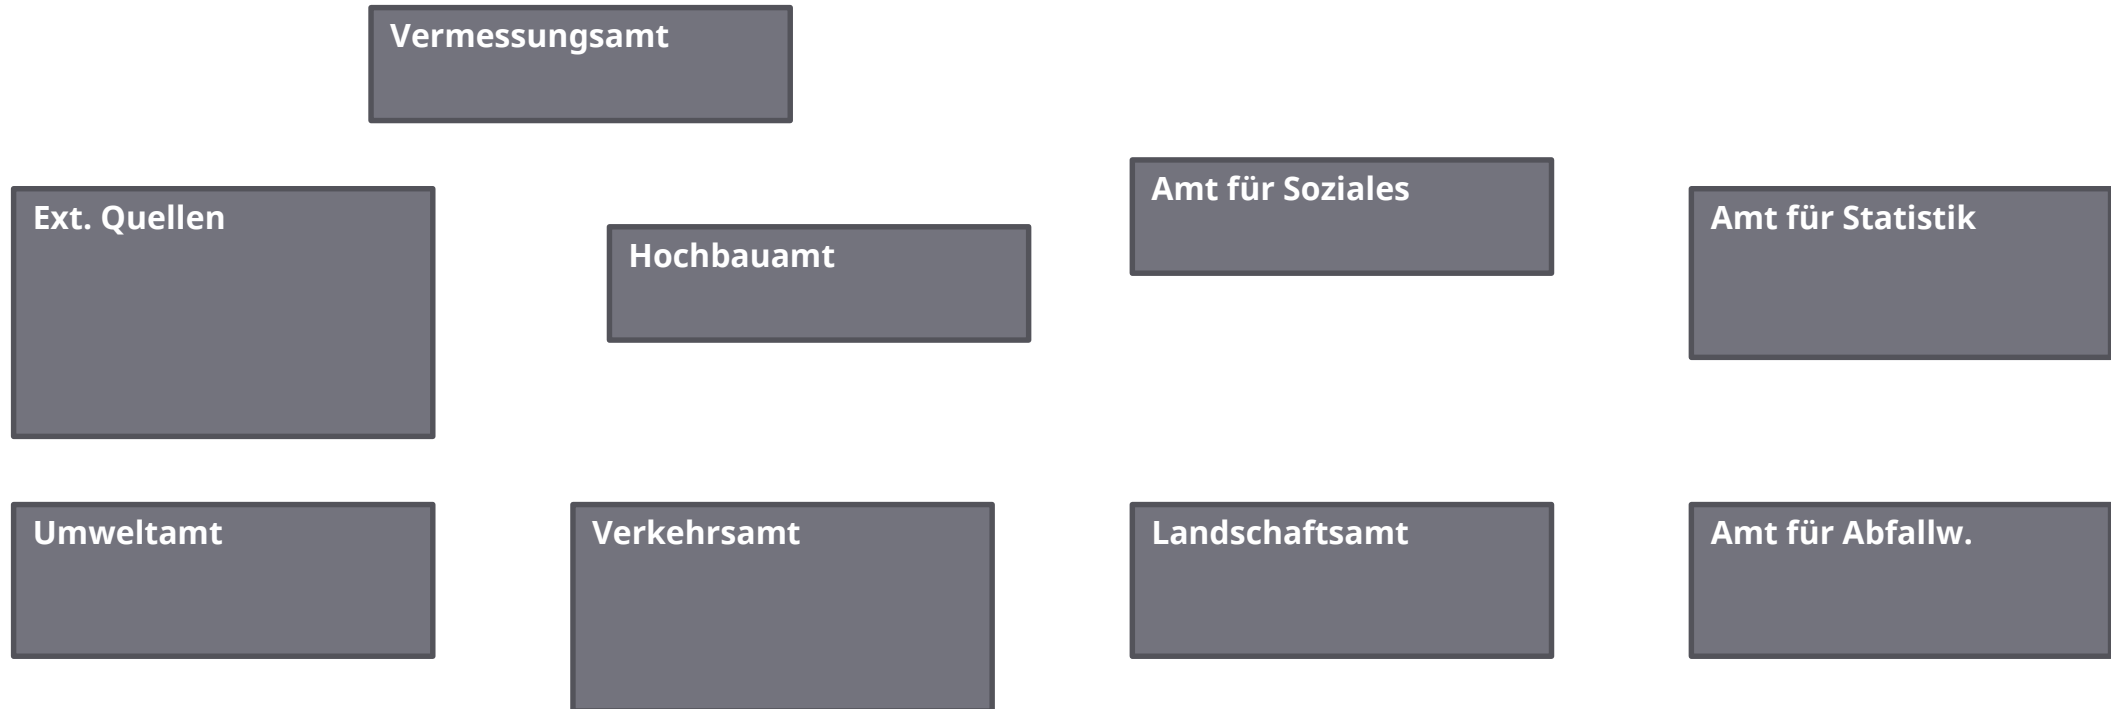 Vermessungsamt
Ext. Quellen
Hochbauamt
Amt für Soziales
Amt für Statistik
Umweltamt
Verkehrsamt
Landschaftsamt
Amt für Abfallw.